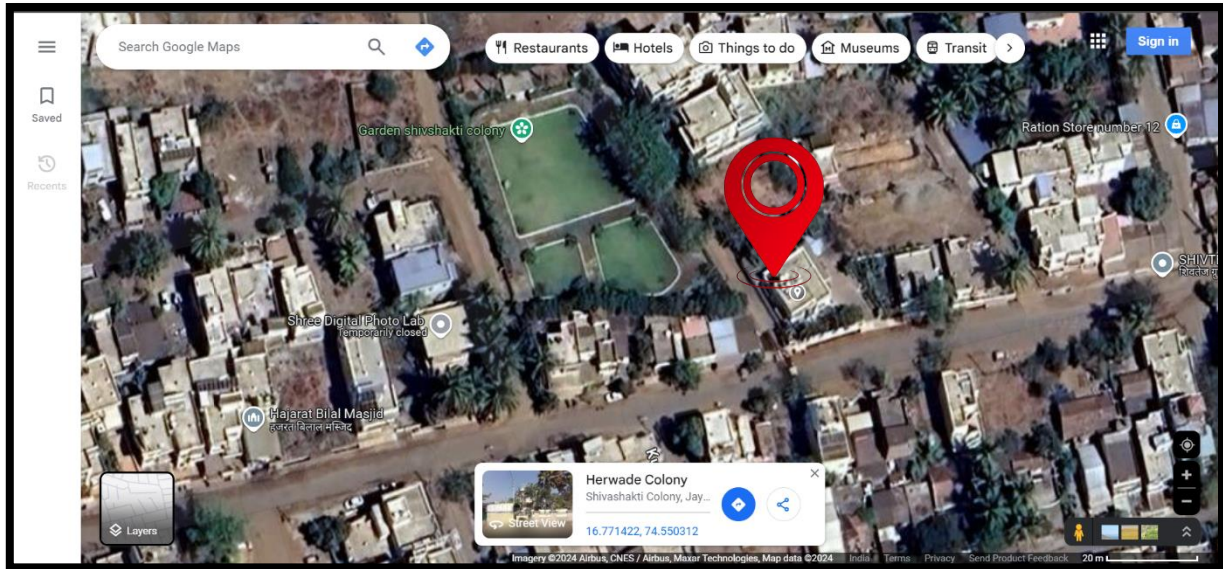 Search Google Maps
Restaurants
Hotels
Things to do
Museums
Transit
Sign in
Saved
Recents
Garden shivshakti colony
Ration Store number 12
Shree Digital Photo Lab
Temporarily closed
Hajarat Bilal Masjid
हजरत बिलाल मस्जिद
Layers
Street View
Herwade Colony
Shivashakti Colony, Jay...
16.771422, 74.550312
Imagery ©2024 Airbus, CNES / Airbus, Maxar Technologies, Map data ©2024 India Terms Privacy Send Product Feedback 20 m